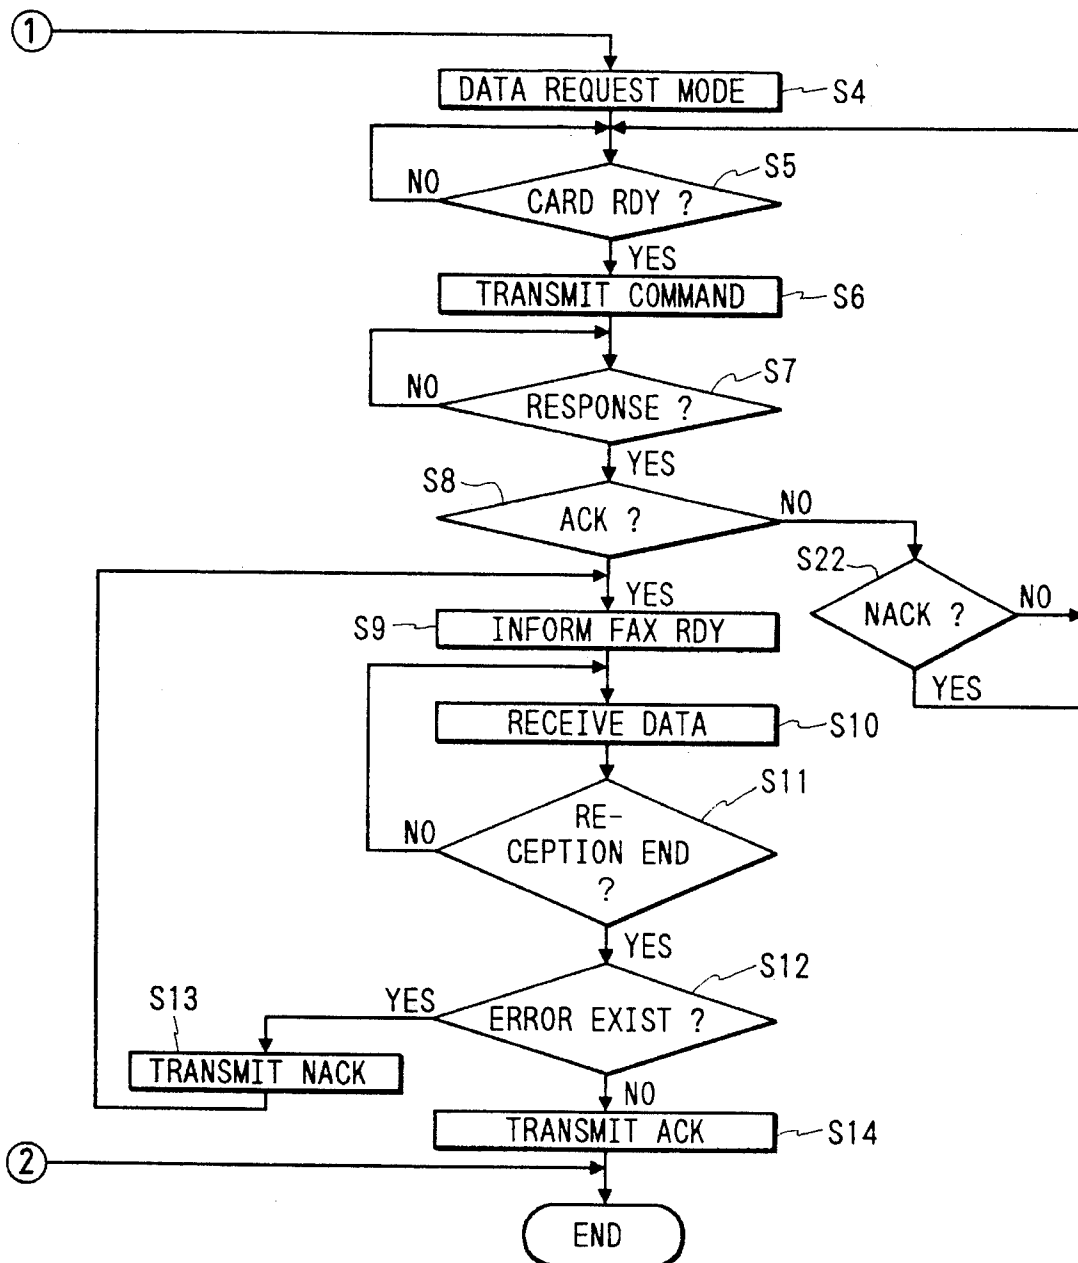 1
DATA REQUEST MODE
S4
S5
NO
CARD RDY ?
YES
TRANSMIT COMMAND
S6
S7
NO
RESPONSE ?
YES
S8
ACK ?
NO
S22
YES
NACK ?
NO
S9
INFORM FAX RDY
YES
RECEIVE DATA
S10
S11
NO
RE-
CEPTION END
?
YES
S12
S13
YES
ERROR EXIST ?
TRANSMIT NACK
NO
TRANSMIT ACK
S14
2
END